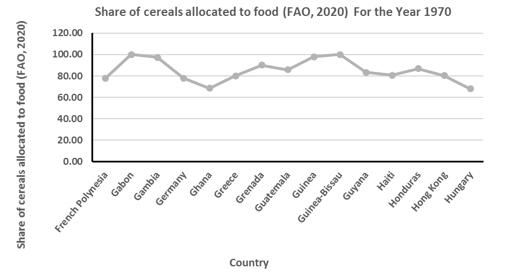 Share of cereals allocated to food (FAO, 2020)  For the Year 1970
Share of cereals allocated to food (FAO, 2020)
120.00
100.00
80.00
60.00
40.00
20.00
0.00
French Polynesia
Gabon
Gambia
Germany
Ghana
Greece
Grenada
Guatemala
Guinea
Guinea-Bissau
Guyana
Haiti
Honduras
Hong Kong
Hungary
Country